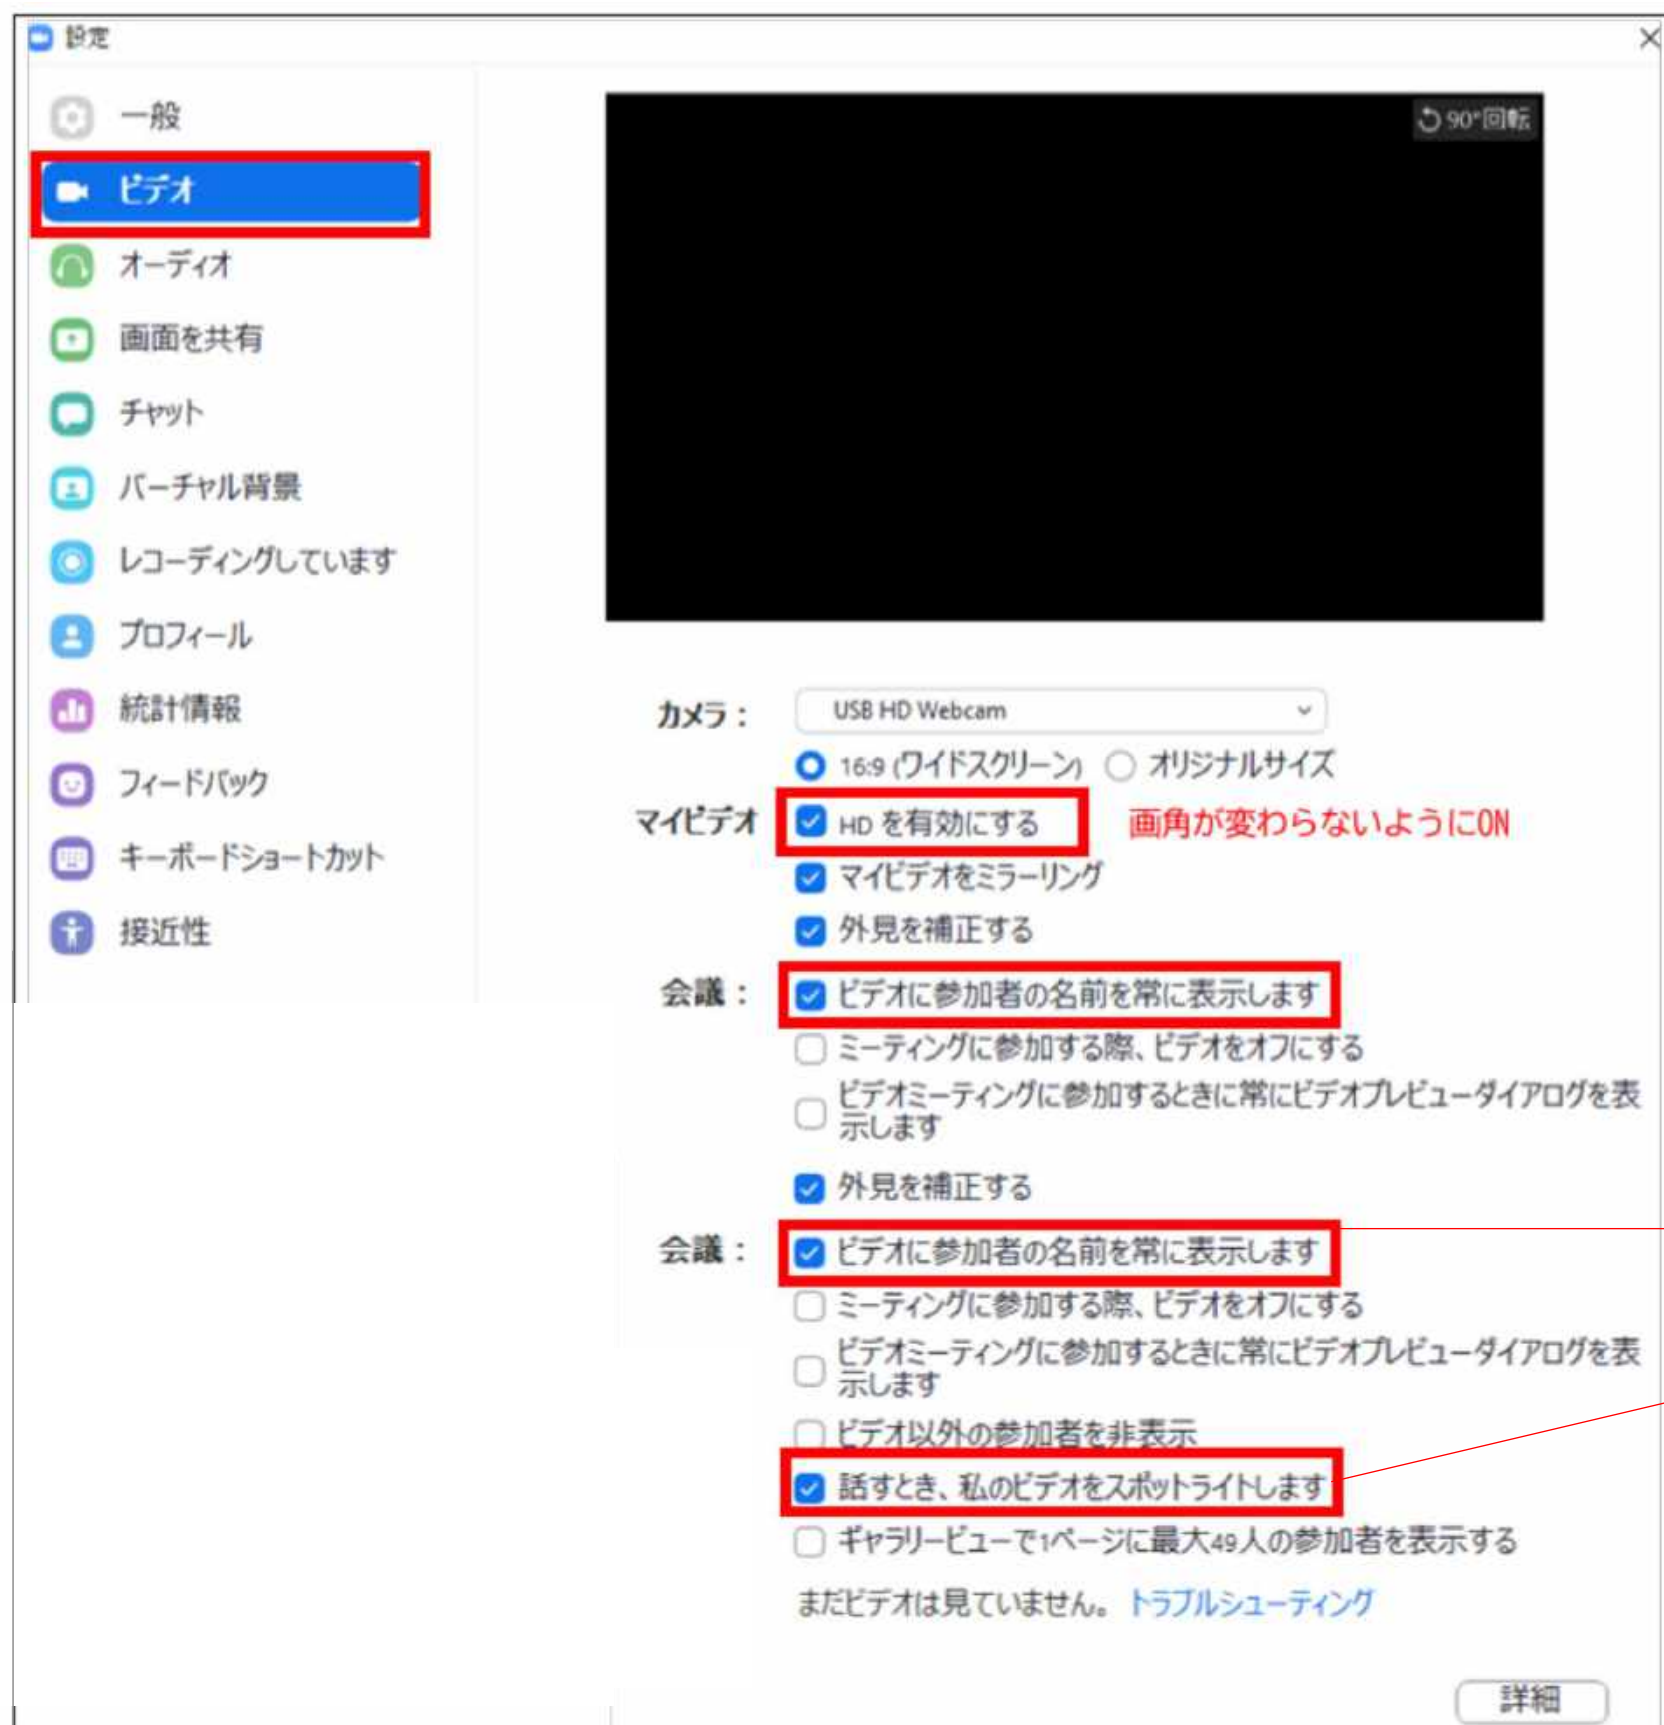 設定
一般
ビデオ
オーディオ
画面を共有
チャット
バーチャル背景
レコーディングしています
プロフィール
統計情報
フィードバック
キーボードショートカット
接近性
90°回転
カメラ： USB HD Webcam
16:9 (ワイドスクリーン) オリジナルサイズ
マイビデオ HD を有効にする 画角が変わらないようにON
マイビデオをミラーリング
外見を補正する
会議： ビデオに参加者の名前を常に表示します
ミーティングに参加する際、ビデオをオフにする
ビデオミーティングに参加するときに常にビデオプレビューダイアログを表
示します
外見を補正する
会議： ビデオに参加者の名前を常に表示します
ミーティングに参加する際、ビデオをオフにする
ビデオミーティングに参加するときに常にビデオプレビューダイアログを表
示します
ビデオ以外の参加者を非表示
話すとき、私のビデオをスポットライトします
ギャラリービューで1ページに最大49人の参加者を表示する
まだビデオは見ていません。 トラブルシューティング
詳細